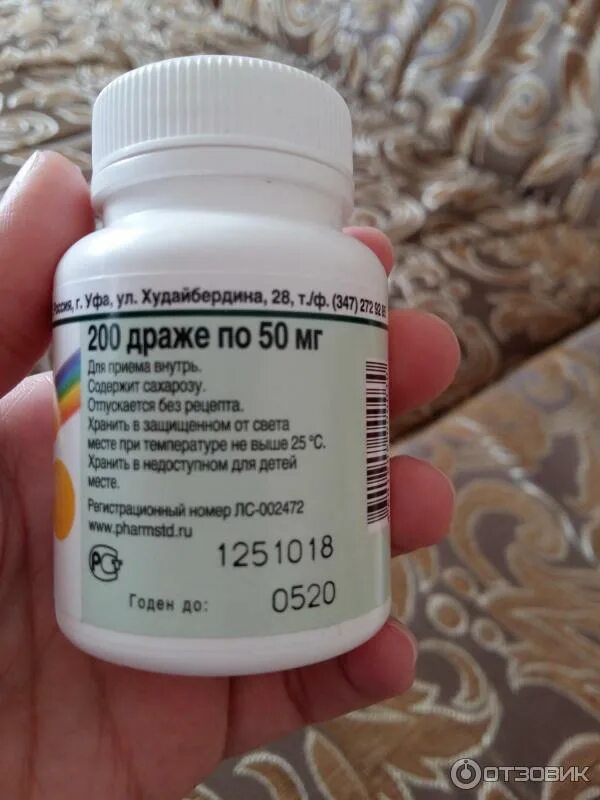 Россия, г. Уфа, ул. Худайбердина, 28, т./ф. (347) 272 92
200 драже по 50 мг
Для приема внутрь.
Содержит сахарозу.
Отпускается без рецепта.
Хранить в защищенном от света
месте при температуре не выше 25 °С.
Хранить в недоступном для детей
месте.
Регистрационный номер ЛС-002472
www.pharmstd.ru
1251018
Годен до: 0520
ОТЗОВИК